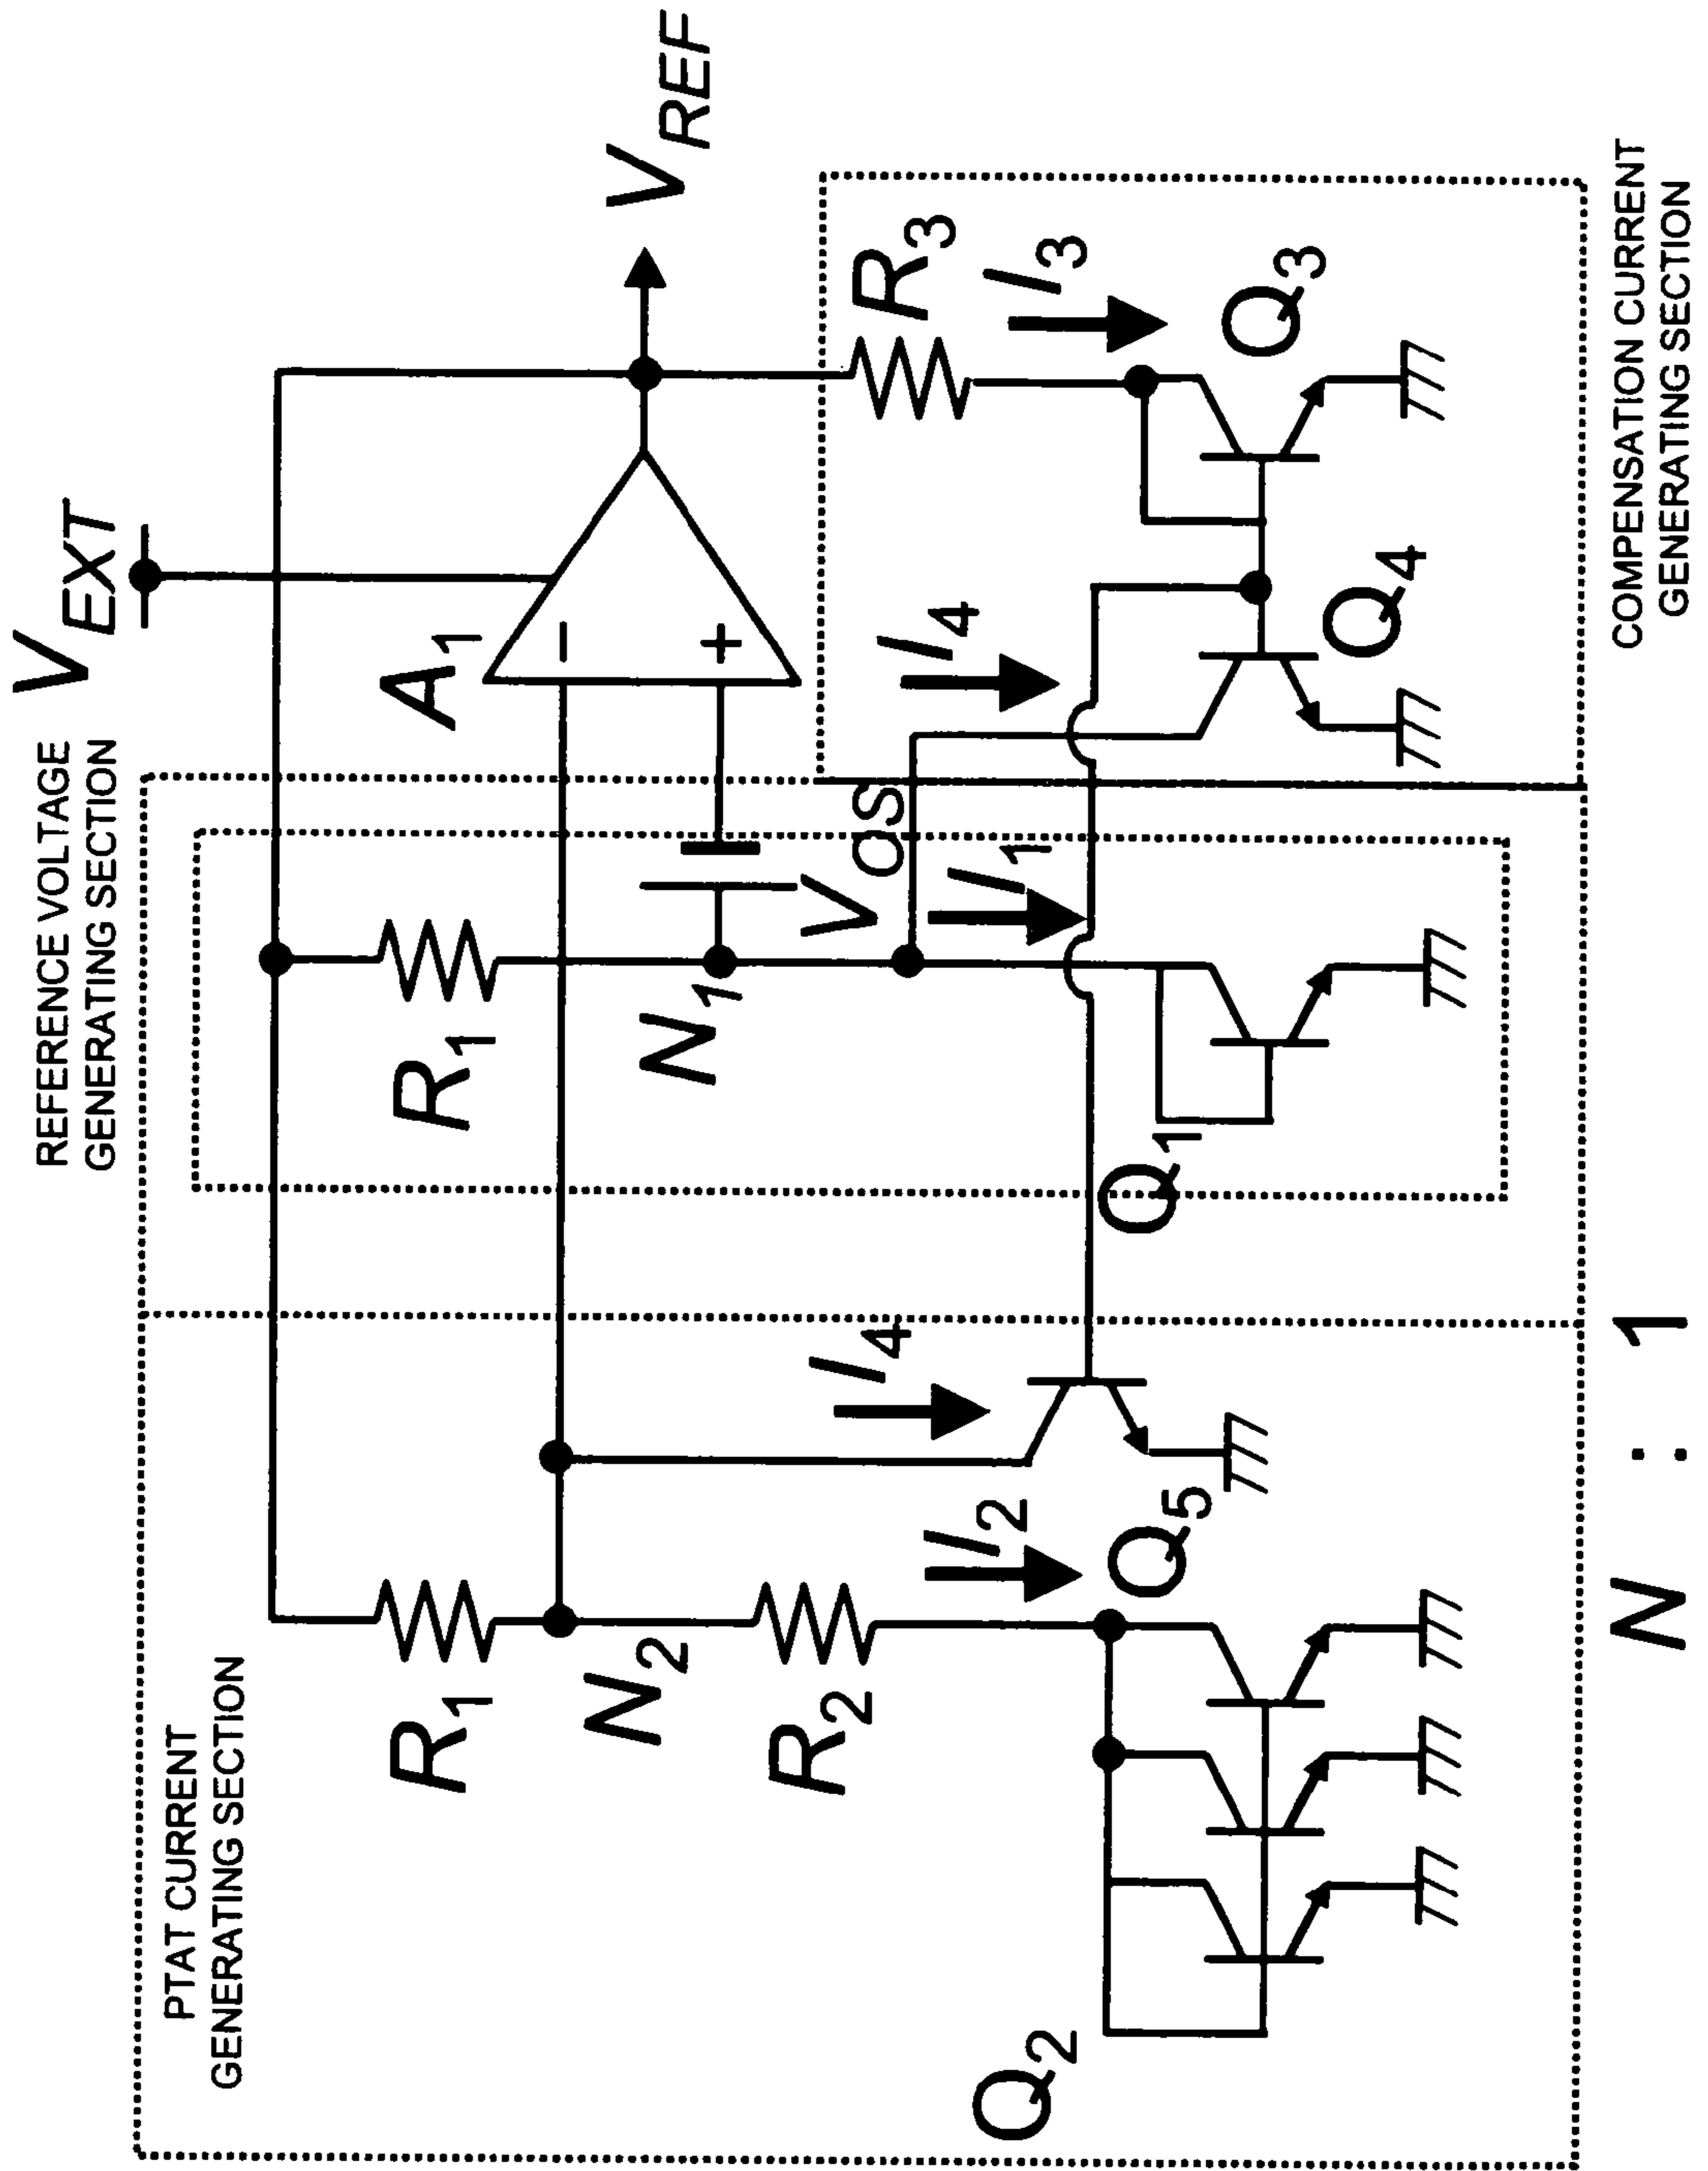 V_EXT
REFERENCE VOLTAGE
GENERATING SECTION
PTAT CURRENT
GENERATING SECTION
A_1
V_REF
R_1
R_1
−
+
N_2
N_1
V_OS
R_2
R_3
I_2
I_4
I_1
I_4
I_3
Q_2
Q_5
Q_1
Q_4
Q_3
N : 1
COMPENSATION CURRENT
GENERATING SECTION